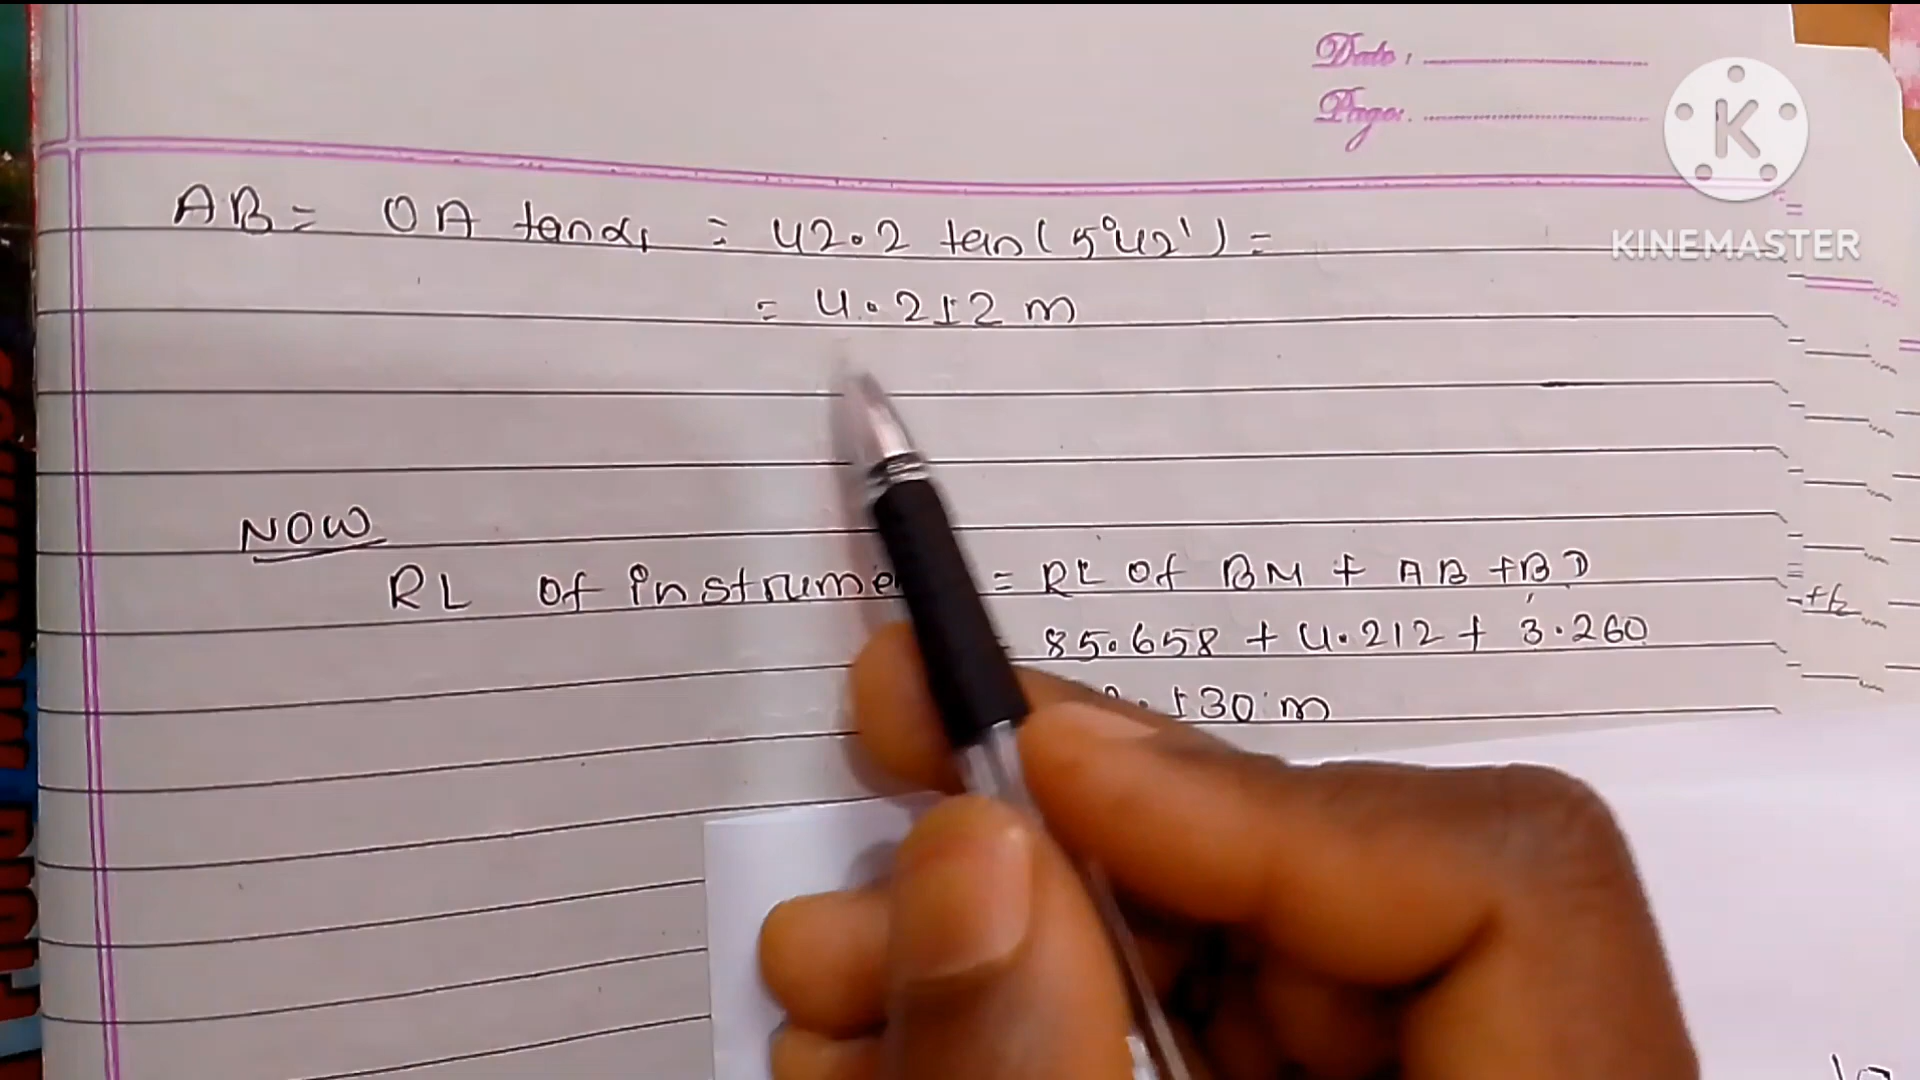 Date:
Page:
K
KINEMASTER
AB = OA tanα₁ = 42.2 tan(5°42') =
= 4.212 m
NOW
RL of instrume = RL of BM + AB + BD
= 85.658 + 4.212 + 3.260
.130 m